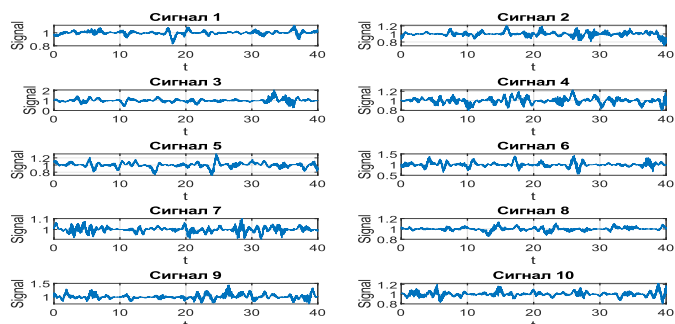 Сигнал 1
Signal
1
0.8
0 10 20 30 40
t
Сигнал 2
1.2
1
0.8
0 10 20 30 40
t
Сигнал 3
Signal
2
1
0
0 10 20 30 40
t
Сигнал 4
Signal
1.2
1
0.8
0 10 20 30 40
t
Сигнал 5
Signal
1.2
1
0.8
0 10 20 30 40
t
Сигнал 6
Signal
1.5
1
0.5
0 10 20 30 40
t
Сигнал 7
Signal
1.1
1
0 10 20 30 40
t
Сигнал 8
Signal
1.2
1
0.8
0 10 20 30 40
t
Сигнал 9
Signal
1.5
1
0 10 20 30 40
t
Сигнал 10
Signal
1.2
1
0.8
0 10 20 30 40
t